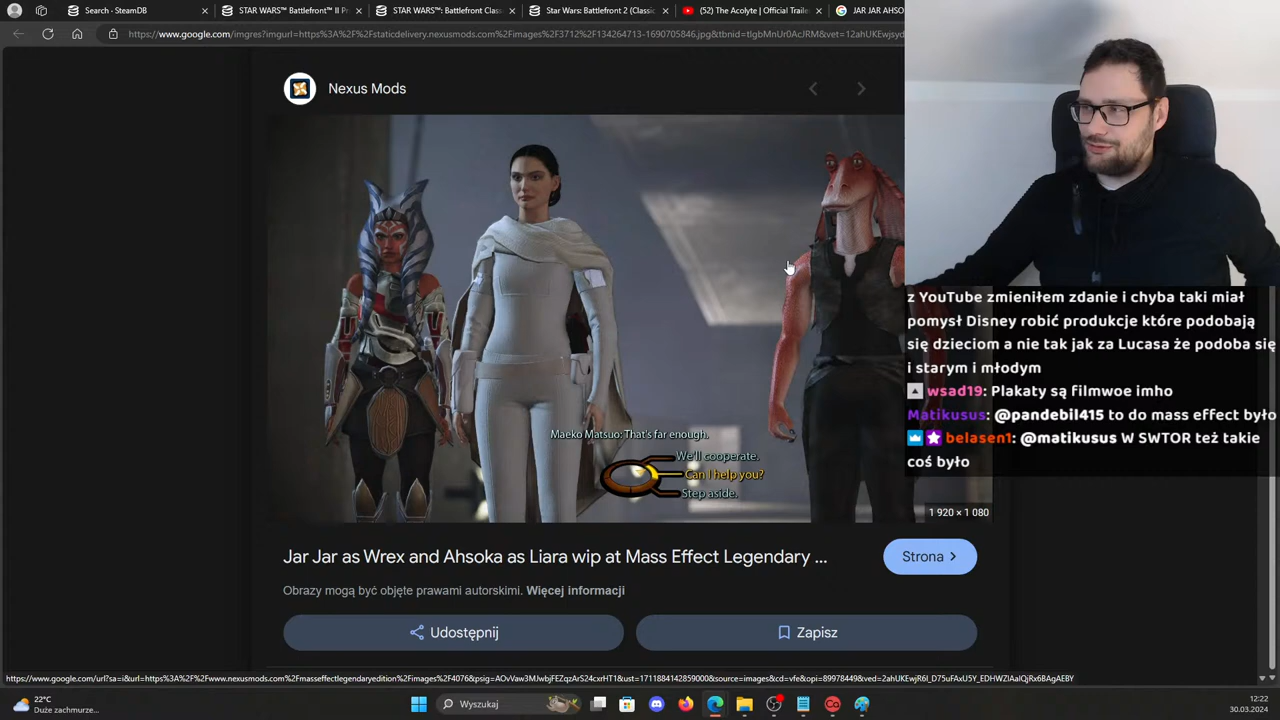 Search - SteamDB
STAR WARS™ Battlefront™ II Pr
STAR WARS™: Battlefront Clas
Star Wars Battlefront 2 (Classic
(52) The Acolyte | Official Traile
JAR JAR AHSO
Nexus Mods
Maeko Matsuo: That's far enough.
We'll cooperate.
Can I help you?
Step aside.
1 920 × 1 080
z YouTube zmieniłem zdanie i chyba taki miał
pomysł Disney robić produkcje które podobają
się dzieciom a nie tak jak za Lucasa że podoba się
i starym i młodym
wsad19: Plakaty są filmwoe imho
Matikusus: @pandebil415 to do mass effect było
belasen1: @matikusus W SWTOR też takie
coś było
Jar Jar as Wrex and Ahsoka as Liara wip at Mass Effect Legendary ...
Strona
Obrazy mogą być objęte prawami autorskimi. Więcej informacji
Udostępnij
Zapisz
22°C
Duże zachmurze...
Wyszukaj
12:22
30.03.2024